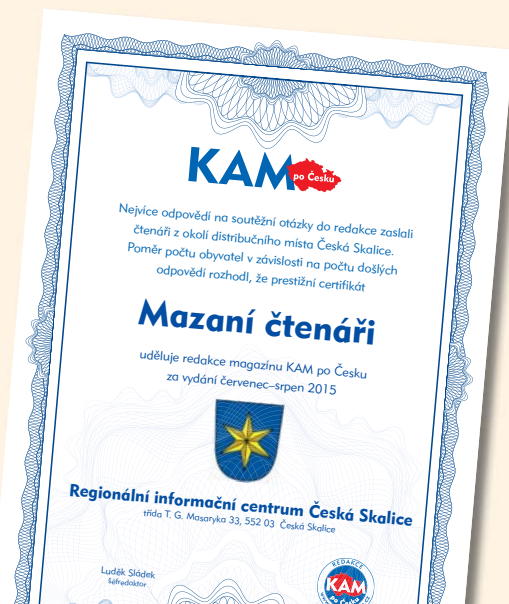 KAM
po Česku
Nejvíce odpovědí na soutěžní otázky do redakce zaslali
čtenáři z okolí distribučního místa Česká Skalice.
Poměr počtu obyvatel v závislosti na počtu došlých
odpovědí rozhodl, že prestižní certifikát
Mazaní čtenáři
uděluje redakce magazínu KAM po Česku
za vydání červenec–srpen 2015
Regionální informační centrum Česká Skalice
třída T. G. Masaryka 33, 552 03 Česká Skalice
Luděk Sládek
šéfredaktor
REDAKCE
KAM
po Česku